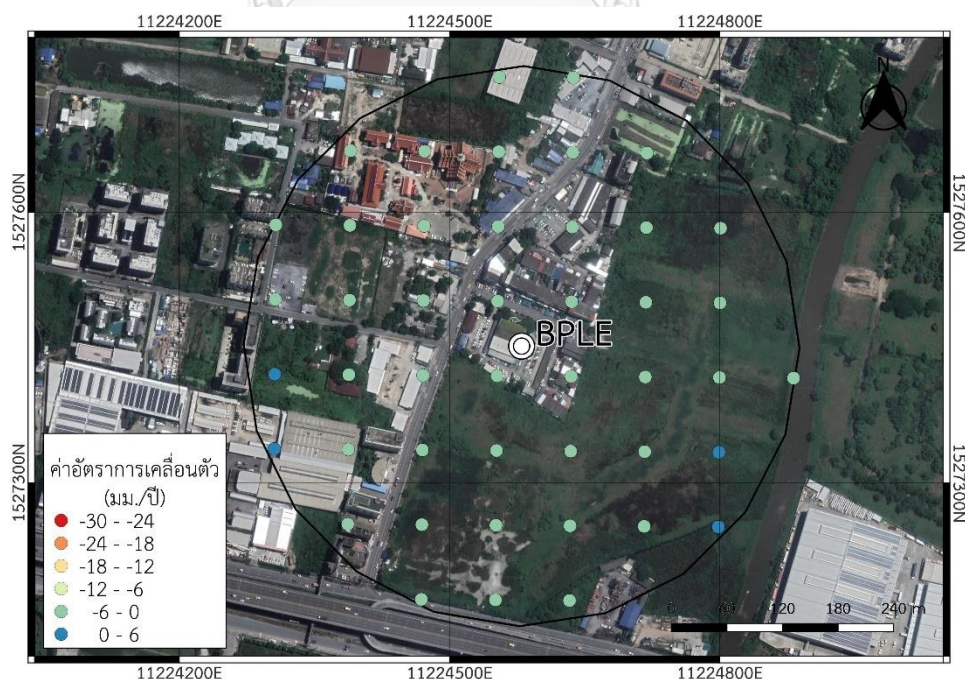 11224200E 11224500E 11224800E
N
1527600N 1527600N
BPLE
1527300N 1527300N
ค่าอัตราการเคลื่อนตัว
(มม./ปี)
-30 - -24
-24 - -18
-18 - -12
-12 - -6
-6 - 0
0 - 6
0 60 120 180 240 m
11224200E 11224500E 11224800E